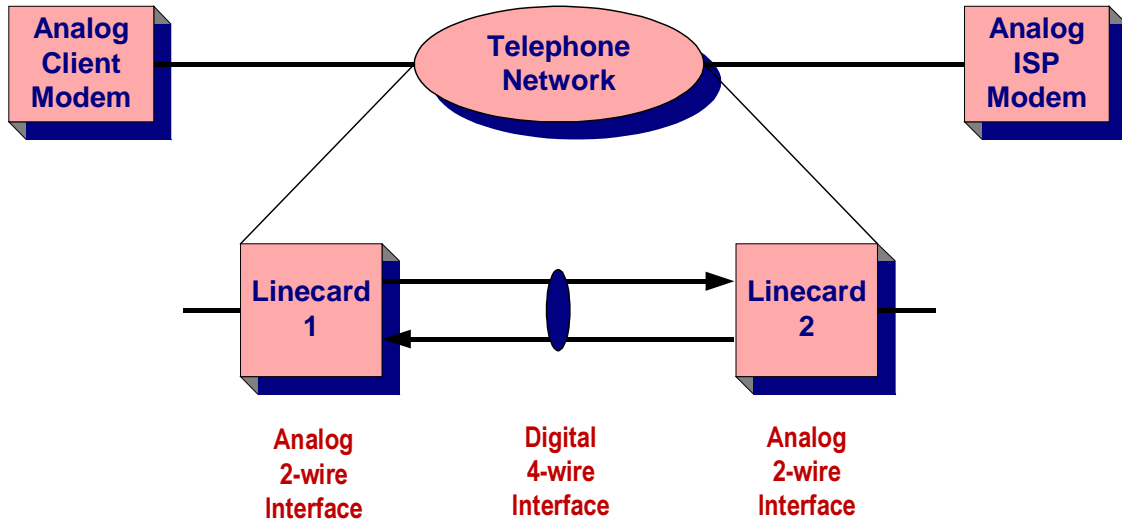 Analog
Client
Modem
Telephone
Network
Analog
ISP
Modem
Linecard
1
Linecard
2
Analog
2-wire
Interface
Digital
4-wire
Interface
Analog
2-wire
Interface